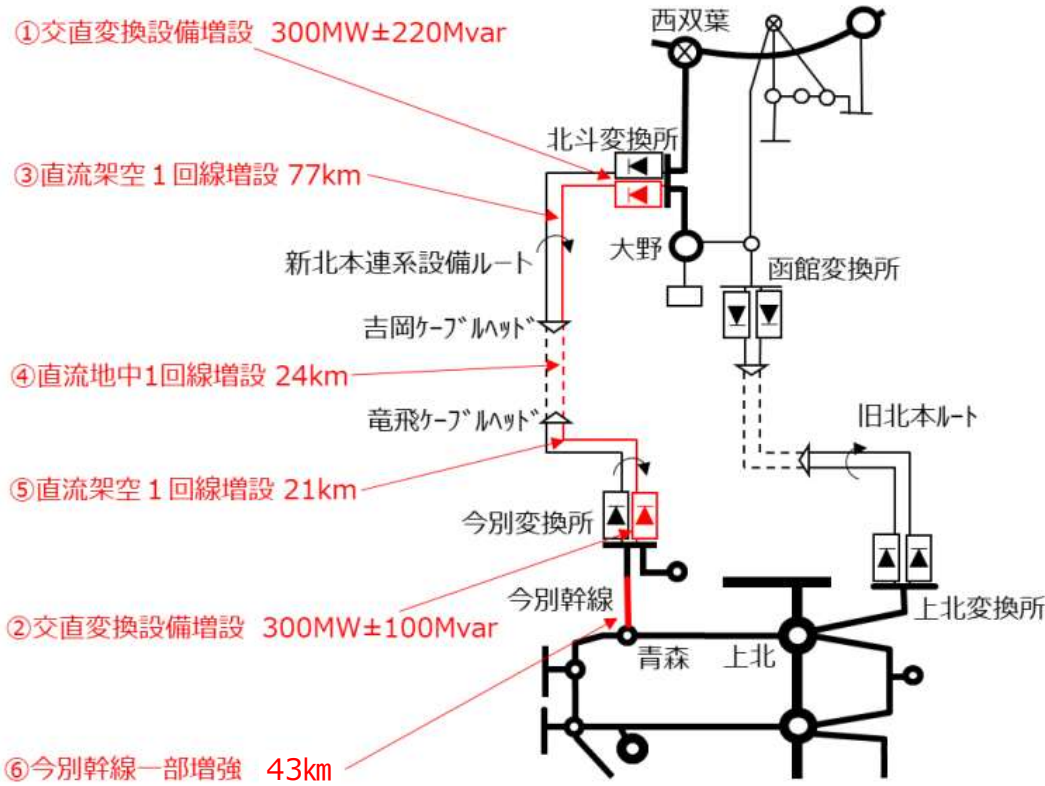 ①交直変換設備増設 300MW±220Mvar
西双葉
北斗変換所
③直流架空１回線増設 77km
大野
新北本連系設備ルート
函館変換所
吉岡ｹｰﾌﾞﾙﾍｯﾄﾞ
④直流地中1回線増設 24km
竜飛ｹｰﾌﾞﾙﾍｯﾄﾞ
旧北本ルート
⑤直流架空１回線増設 21km
今別変換所
今別幹線
上北変換所
②交直変換設備増設 300MW±100Mvar
青森
上北
⑥今別幹線一部増強 43km